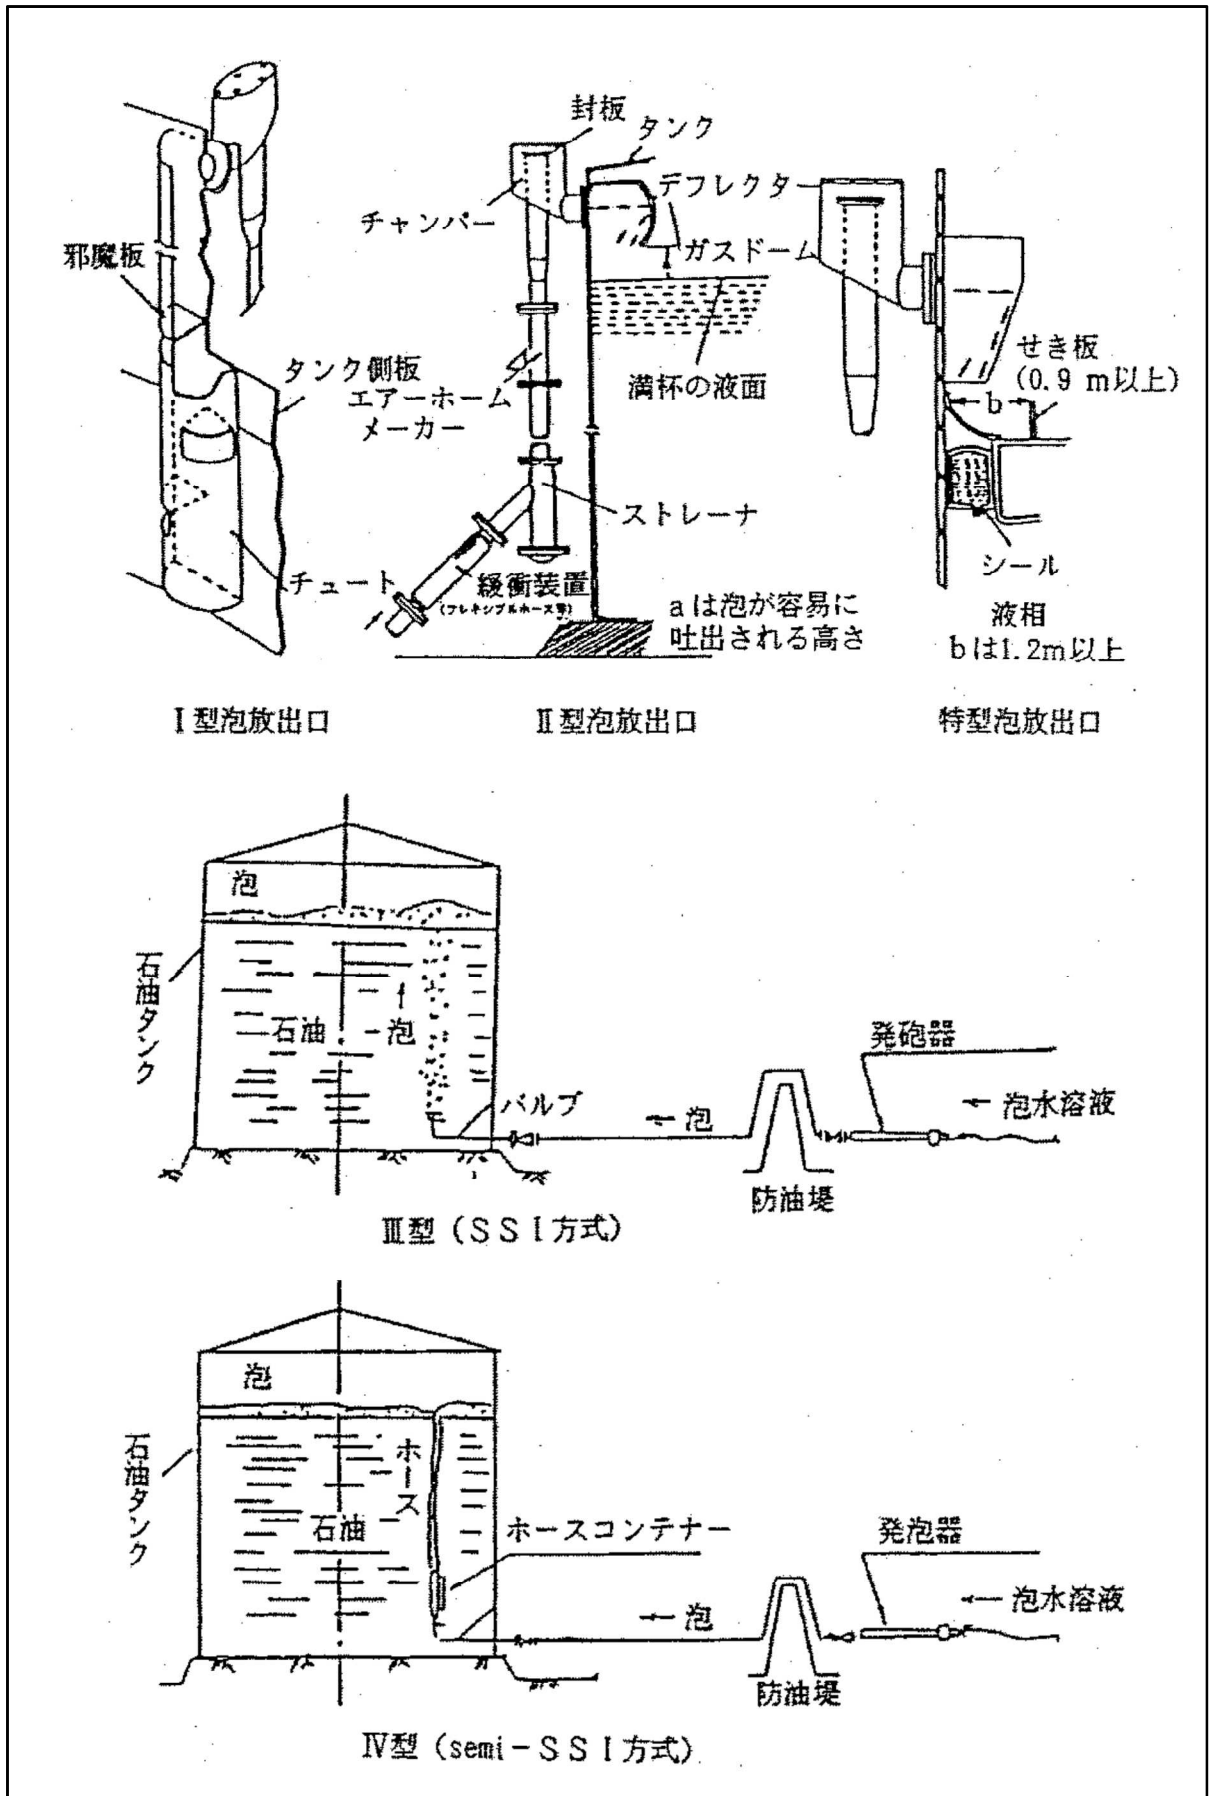 封板
タンク
デフレクター
チャンバー
ガスドーム
邪魔板
せき板
(0.9 m以上)
b
タンク側板
エアーホーム
メーカー
満杯の液面
ストレーナ
シール
チュート
緩衝装置
(フレキシブルホース等)
aは泡が容易に
吐出される高さ
液相
bは1.2m以上
Ⅰ型泡放出口
Ⅱ型泡放出口
特型泡放出口
泡
石油タンク
石油
泡
発砲器
バルブ
泡
泡水溶液
防油堤
Ⅲ型(SSI方式)
泡
石油タンク
ホース
石油
ホースコンテナー
発泡器
泡
泡水溶液
防油堤
Ⅳ型(semi-SSI方式)